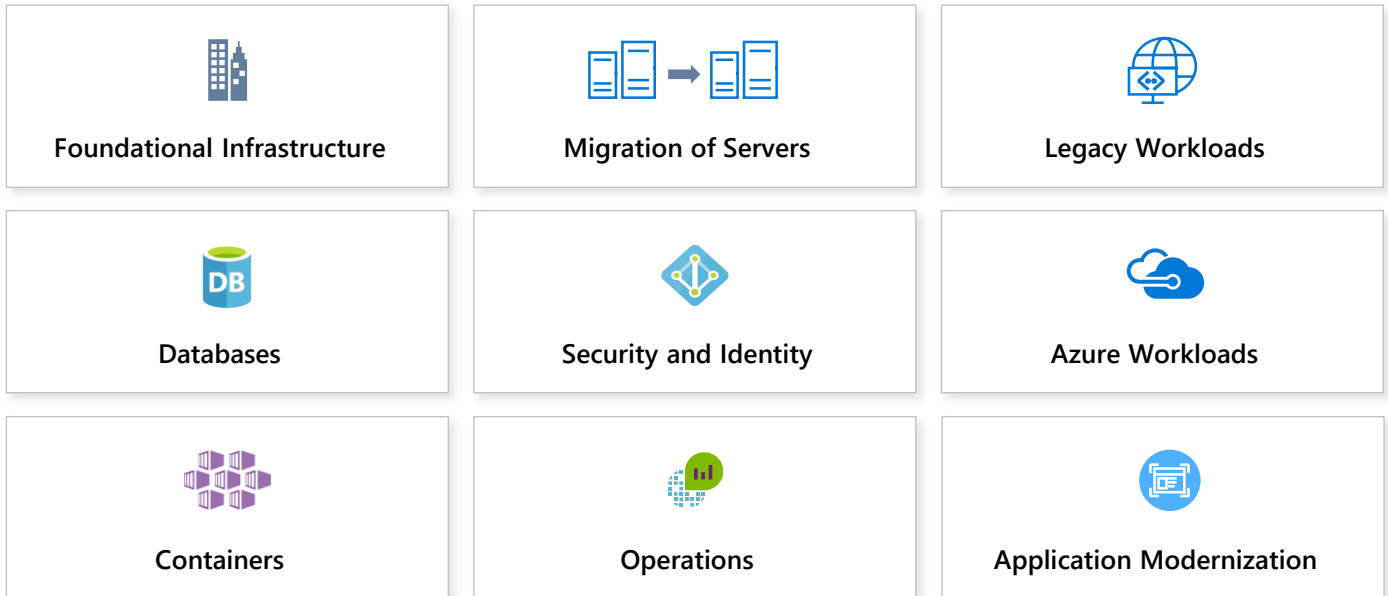 Foundational Infrastructure
Migration of Servers
Legacy Workloads
DB
Databases
Security and Identity
Azure Workloads
Containers
Operations
Application Modernization